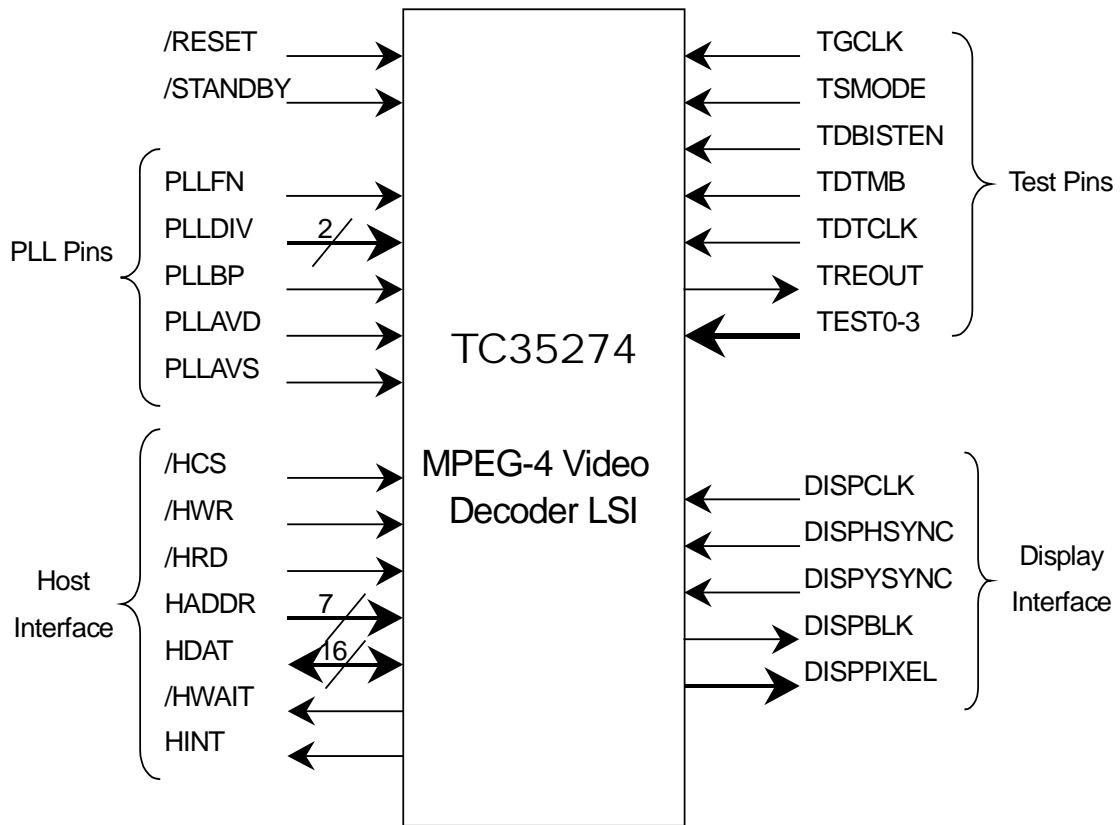 /RESET
/STANDBY
PLL Pins
PLLFN
PLLDIV
2
PLLBP
PLLAVD
PLLAVS
Host
Interface
/HCS
/HWR
/HRD
HADDR
7
HDAT
16
/HWAIT
HINT
TC35274
MPEG-4 Video
Decoder LSI
TGCLK
TSMODE
TDBISTEN
TDTMB
TDTCLK
TREOUT
TEST0-3
Test Pins
DISPCLK
DISPHSYNC
DISPYSYNC
DISPBLK
DISPPIXEL
Display
Interface